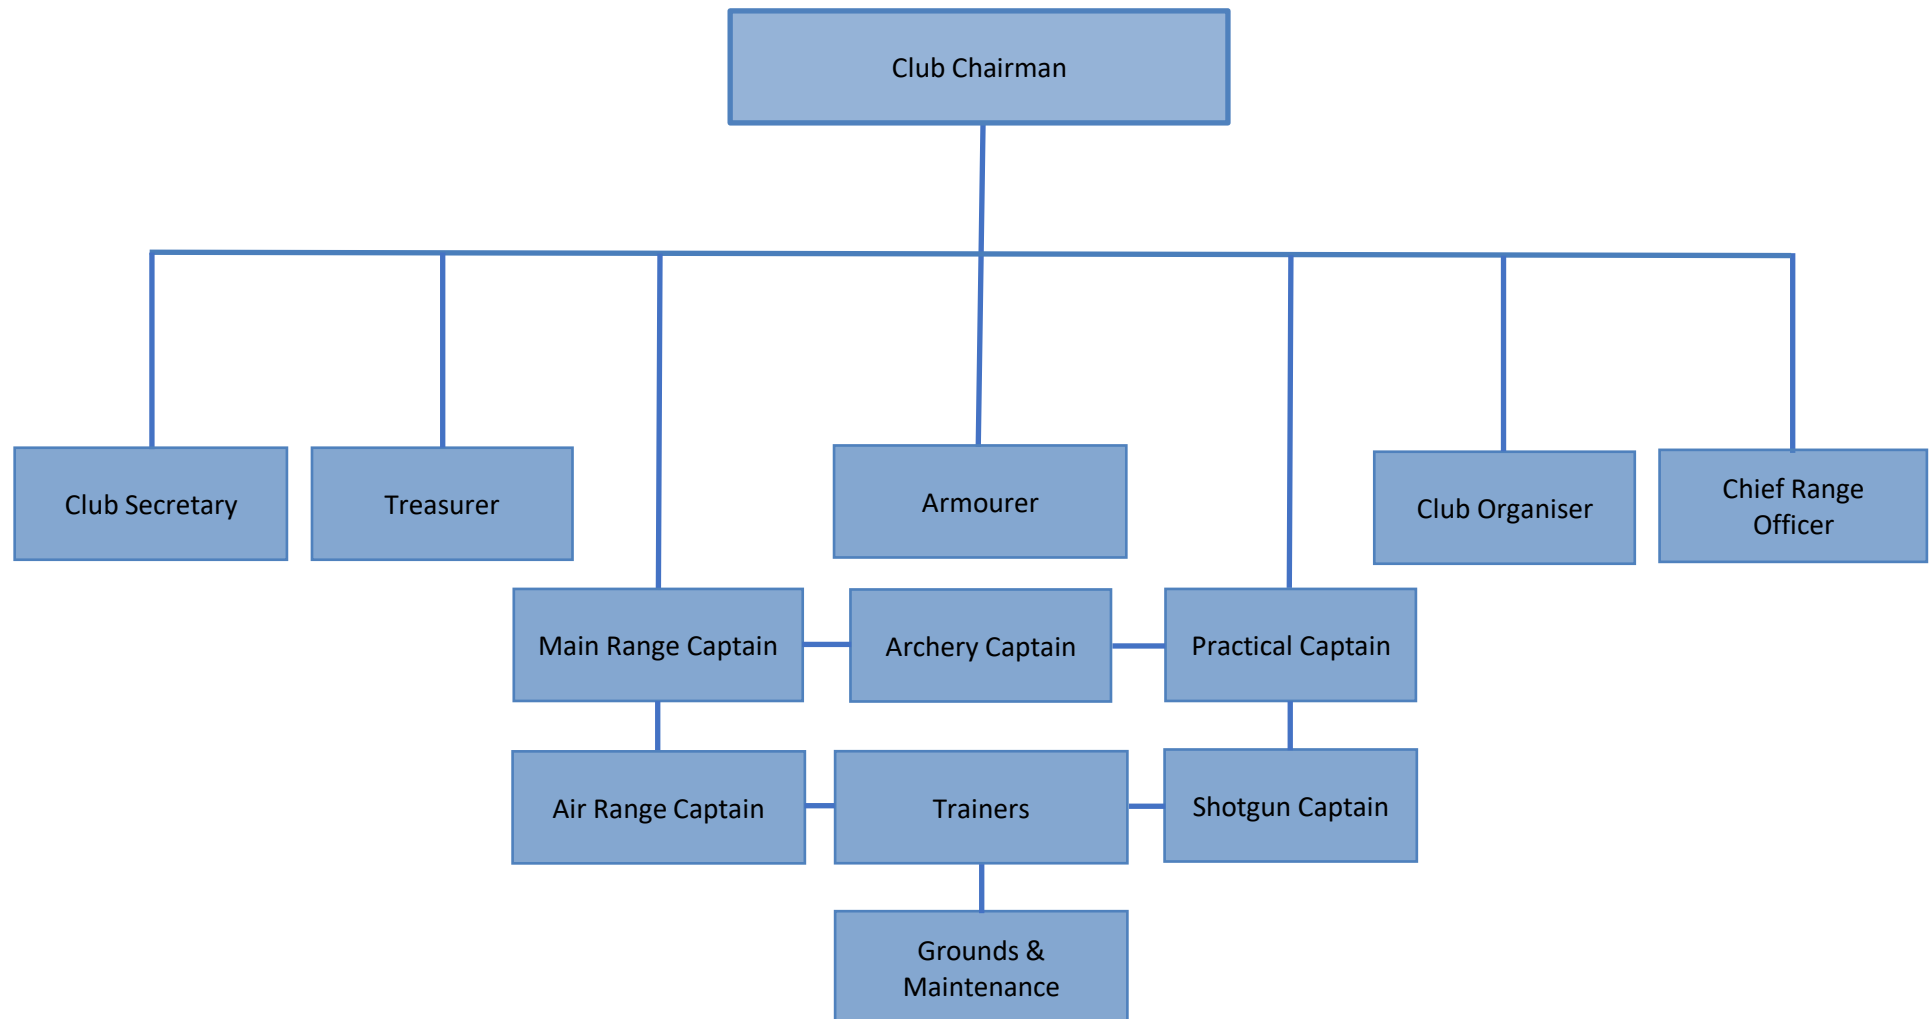 Club Chairman
Club Secretary
Treasurer
Armourer
Club Organiser
Chief Range
Officer
Main Range Captain
Archery Captain
Practical Captain
Air Range Captain
Trainers
Shotgun Captain
Grounds &
Maintenance